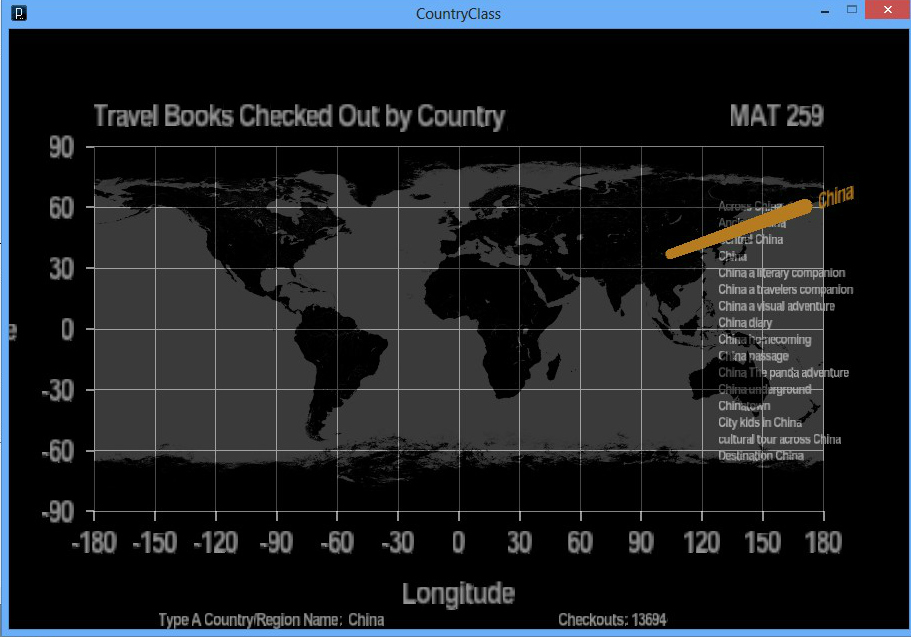 CountryClass
Travel Books Checked Out by Country
MAT 259
90
60
30
0
-30
-60
-90
China
Across China
Ancient China
Central China
China
China a literary companion
China a travelers companion
China a visual adventure
China diary
China homecoming
China passage
China The panda adventure
China underground
Chinatown
City kids in China
cultural tour across China
Destination China
-180 -150 -120 -90 -60 -30 0 30 60 90 120 150 180
Longitude
Type A Country/Region Name: China
Checkouts: 13694